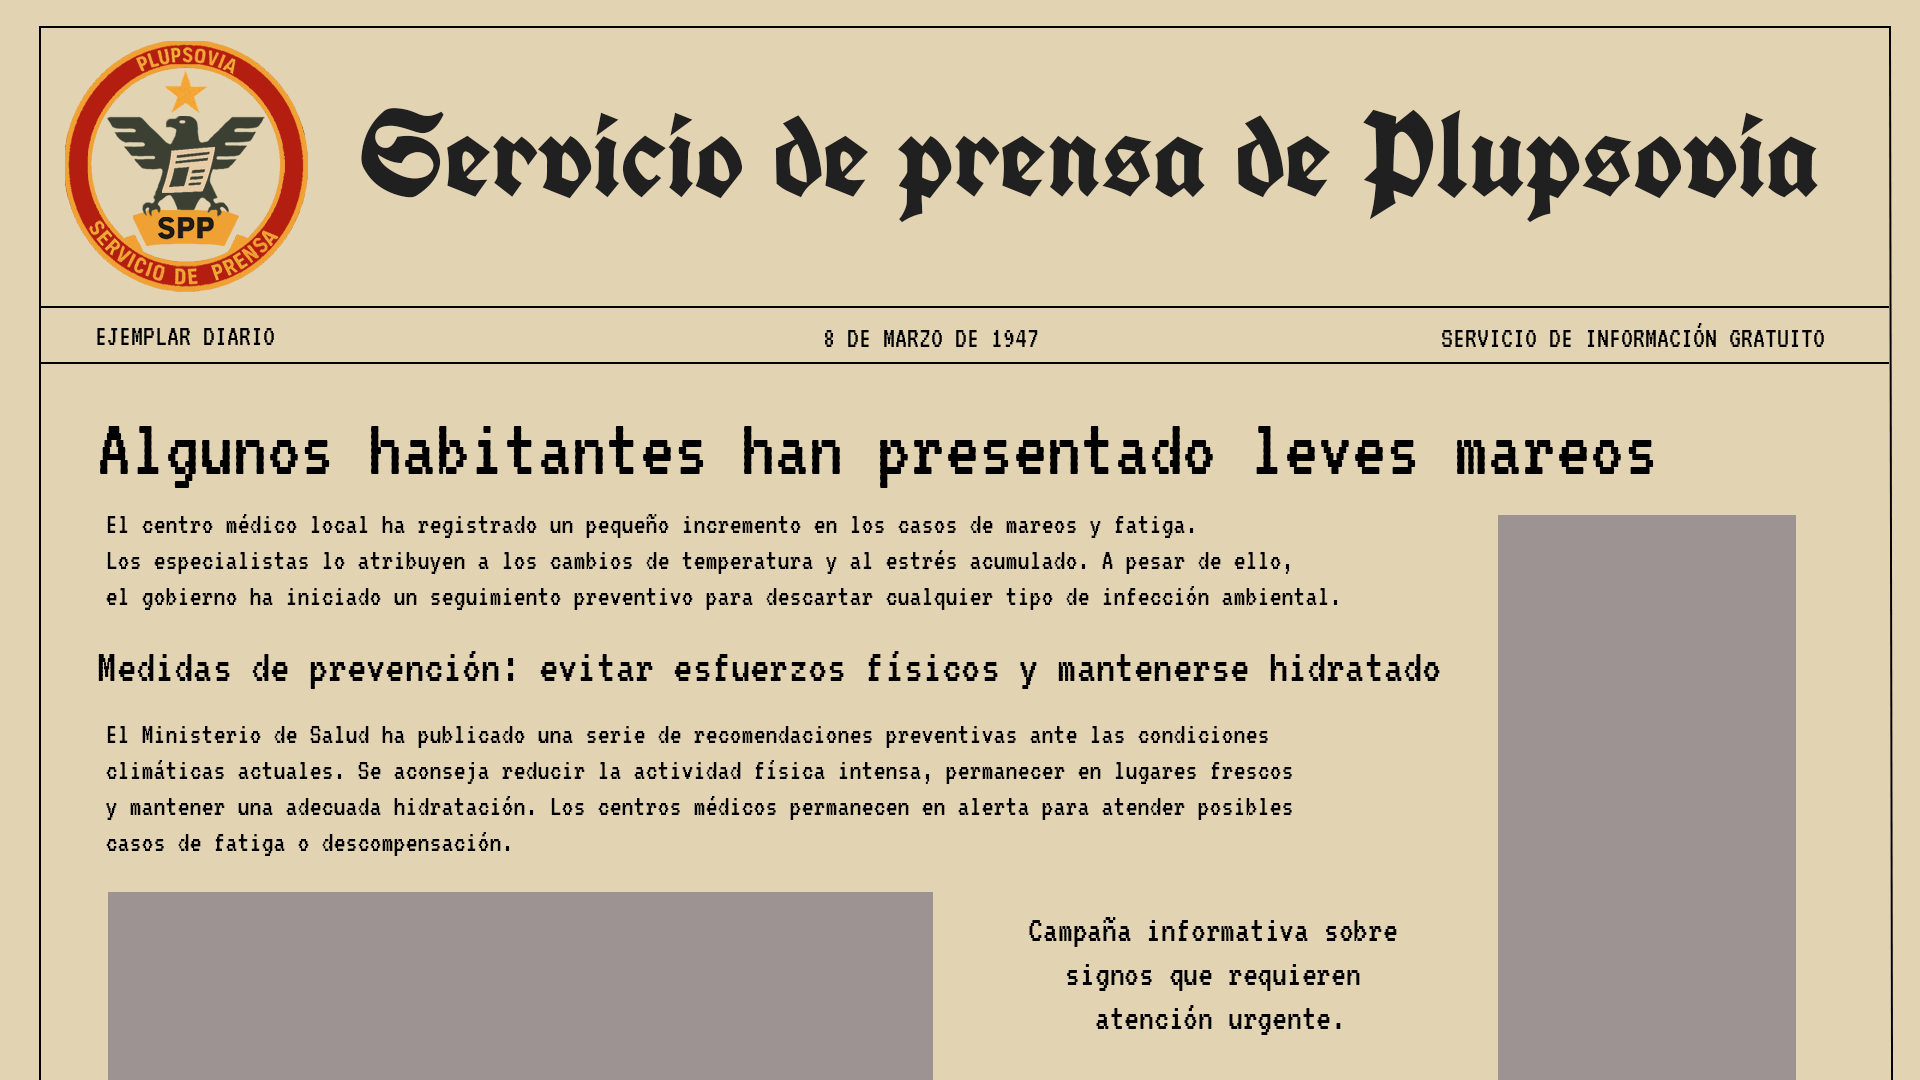 PLUPSOVIA
SPP
SERVICIO DE PRENSA
Servicio de prensa de Plupsovia
EJEMPLAR DIARIO
8 DE MARZO DE 1947
SERVICIO DE INFORMACIÓN GRATUITO
Algunos habitantes han presentado leves mareos
El centro médico local ha registrado un pequeño incremento en los casos de mareos y fatiga.
Los especialistas lo atribuyen a los cambios de temperatura y al estrés acumulado. A pesar de ello,
el gobierno ha iniciado un seguimiento preventivo para descartar cualquier tipo de infección ambiental.
Medidas de prevención: evitar esfuerzos físicos y mantenerse hidratado
El Ministerio de Salud ha publicado una serie de recomendaciones preventivas ante las condiciones
climáticas actuales. Se aconseja reducir la actividad física intensa, permanecer en lugares frescos
y mantener una adecuada hidratación. Los centros médicos permanecen en alerta para atender posibles
casos de fatiga o descompensación.
Campaña informativa sobre
signos que requieren
atención urgente.